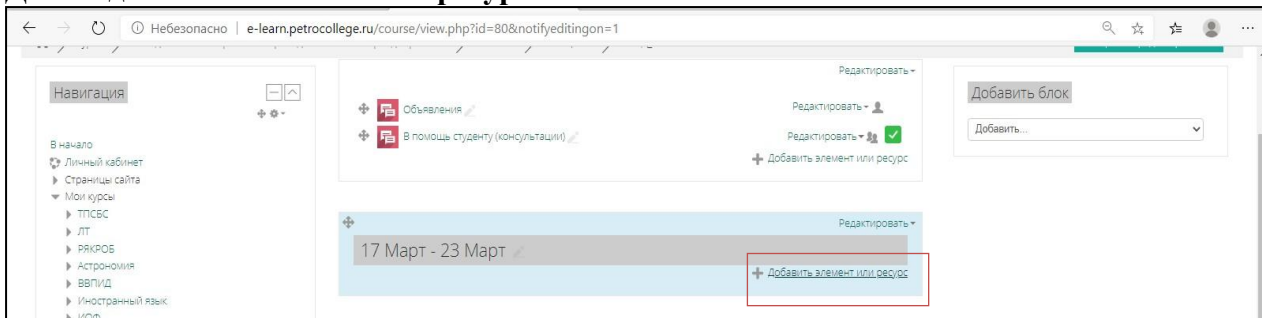 Небезопасно | e-learn.petrocollege.ru/course/view.php?id=80&notifyeditingon=1
Редактировать
Навигация
Добавить блок
Объявления
Редактировать
Добавить...
В помощь студенту (консультации)
Редактировать
В начало
Добавить элемент или ресурс
Личный кабинет
Страницы сайта
Мои курсы
ТПСБС
ЛТ
Редактировать
РЯКРОБ
17 Март - 23 Март
Астрономия
Добавить элемент или ресурс
ВВПИД
Иностранный язык